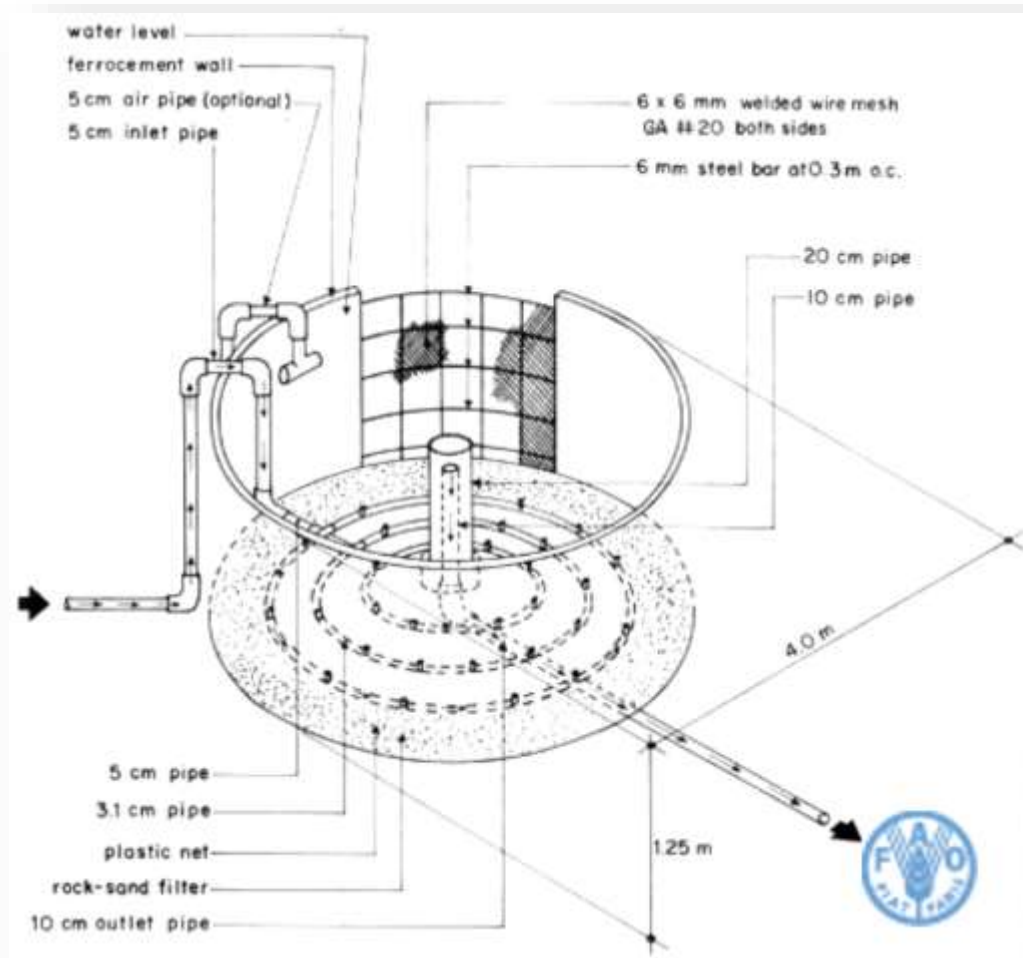 water level
ferrocement wall
5 cm air pipe (optional)
5 cm inlet pipe
6 x 6 mm welded wire mesh
GA #20 both sides
6 mm steel bar at 0.3 m o.c.
20 cm pipe
10 cm pipe
4.0 m
1.25 m
5 cm pipe
3.1 cm pipe
plastic net
rock-sand filter
10 cm outlet pipe
F A O
FIAT PANIS